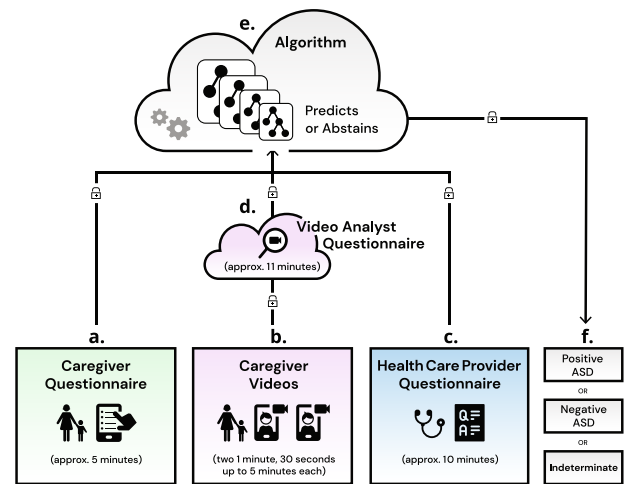 e.
Algorithm
Predicts
or Abstains
d.
Video Analyst
Questionnaire
(approx. 11 minutes)
a.
Caregiver
Questionnaire
(approx. 5 minutes)
b.
Caregiver
Videos
(two 1 minute, 30 seconds
up to 5 minutes each)
c.
Health Care Provider
Questionnaire
Q
A
(approx. 10 minutes)
f.
Positive
ASD
OR
Negative
ASD
OR
Indeterminate